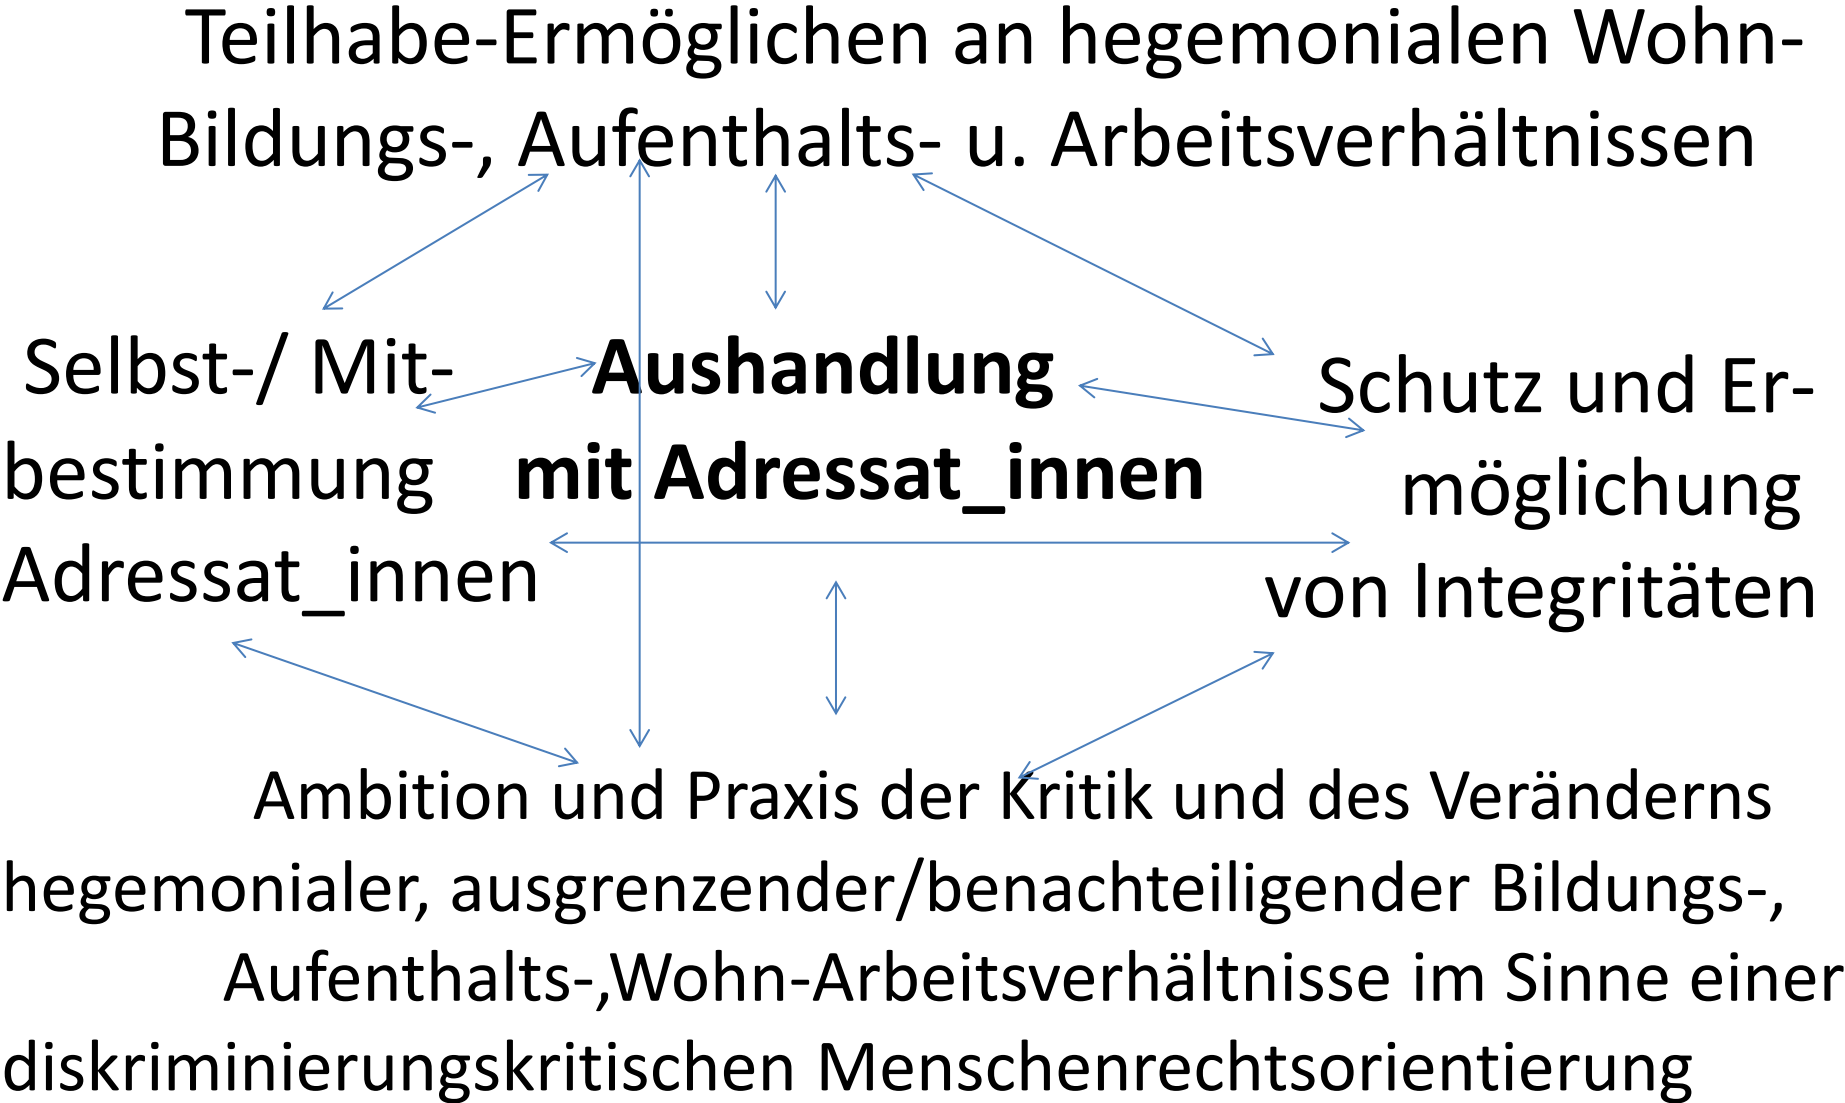 Teilhabe-Ermöglichen an hegemonialen Wohn-
Bildungs-, Aufenthalts- u. Arbeitsverhältnissen
Selbst-/ Mit-
bestimmung
Adressat_innen
Aushandlung
mit Adressat_innen
Schutz und Er-
möglichung
von Integritäten
Ambition und Praxis der Kritik und des Veränderns
hegemonialer, ausgrenzender/benachteiligender Bildungs-,
Aufenthalts-,Wohn-Arbeitsverhältnisse im Sinne einer
diskriminierungskritischen Menschenrechtsorientierung